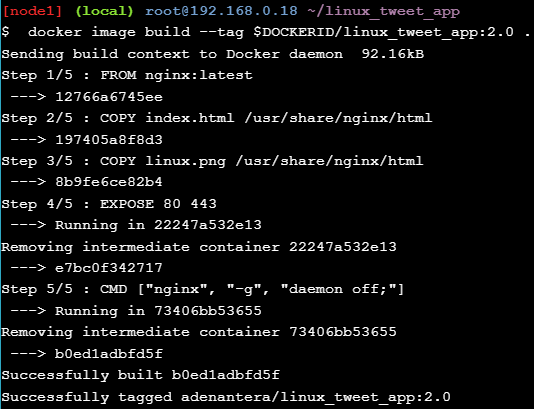 [node1] (local) root@192.168.0.18 ~/linux_tweet_app
$  docker image build --tag $DOCKERID/linux_tweet_app:2.0 .
Sending build context to Docker daemon  92.16kB
Step 1/5 : FROM nginx:latest
 ---> 12766a6745ee
Step 2/5 : COPY index.html /usr/share/nginx/html
 ---> 197405a8f8d3
Step 3/5 : COPY linux.png /usr/share/nginx/html
 ---> 8b9fe6ce82b4
Step 4/5 : EXPOSE 80 443
 ---> Running in 22247a532e13
Removing intermediate container 22247a532e13
 ---> e7bc0f342717
Step 5/5 : CMD ["nginx", "-g", "daemon off;"]
 ---> Running in 73406bb53655
Removing intermediate container 73406bb53655
 ---> b0ed1adbfd5f
Successfully built b0ed1adbfd5f
Successfully tagged adenantera/linux_tweet_app:2.0